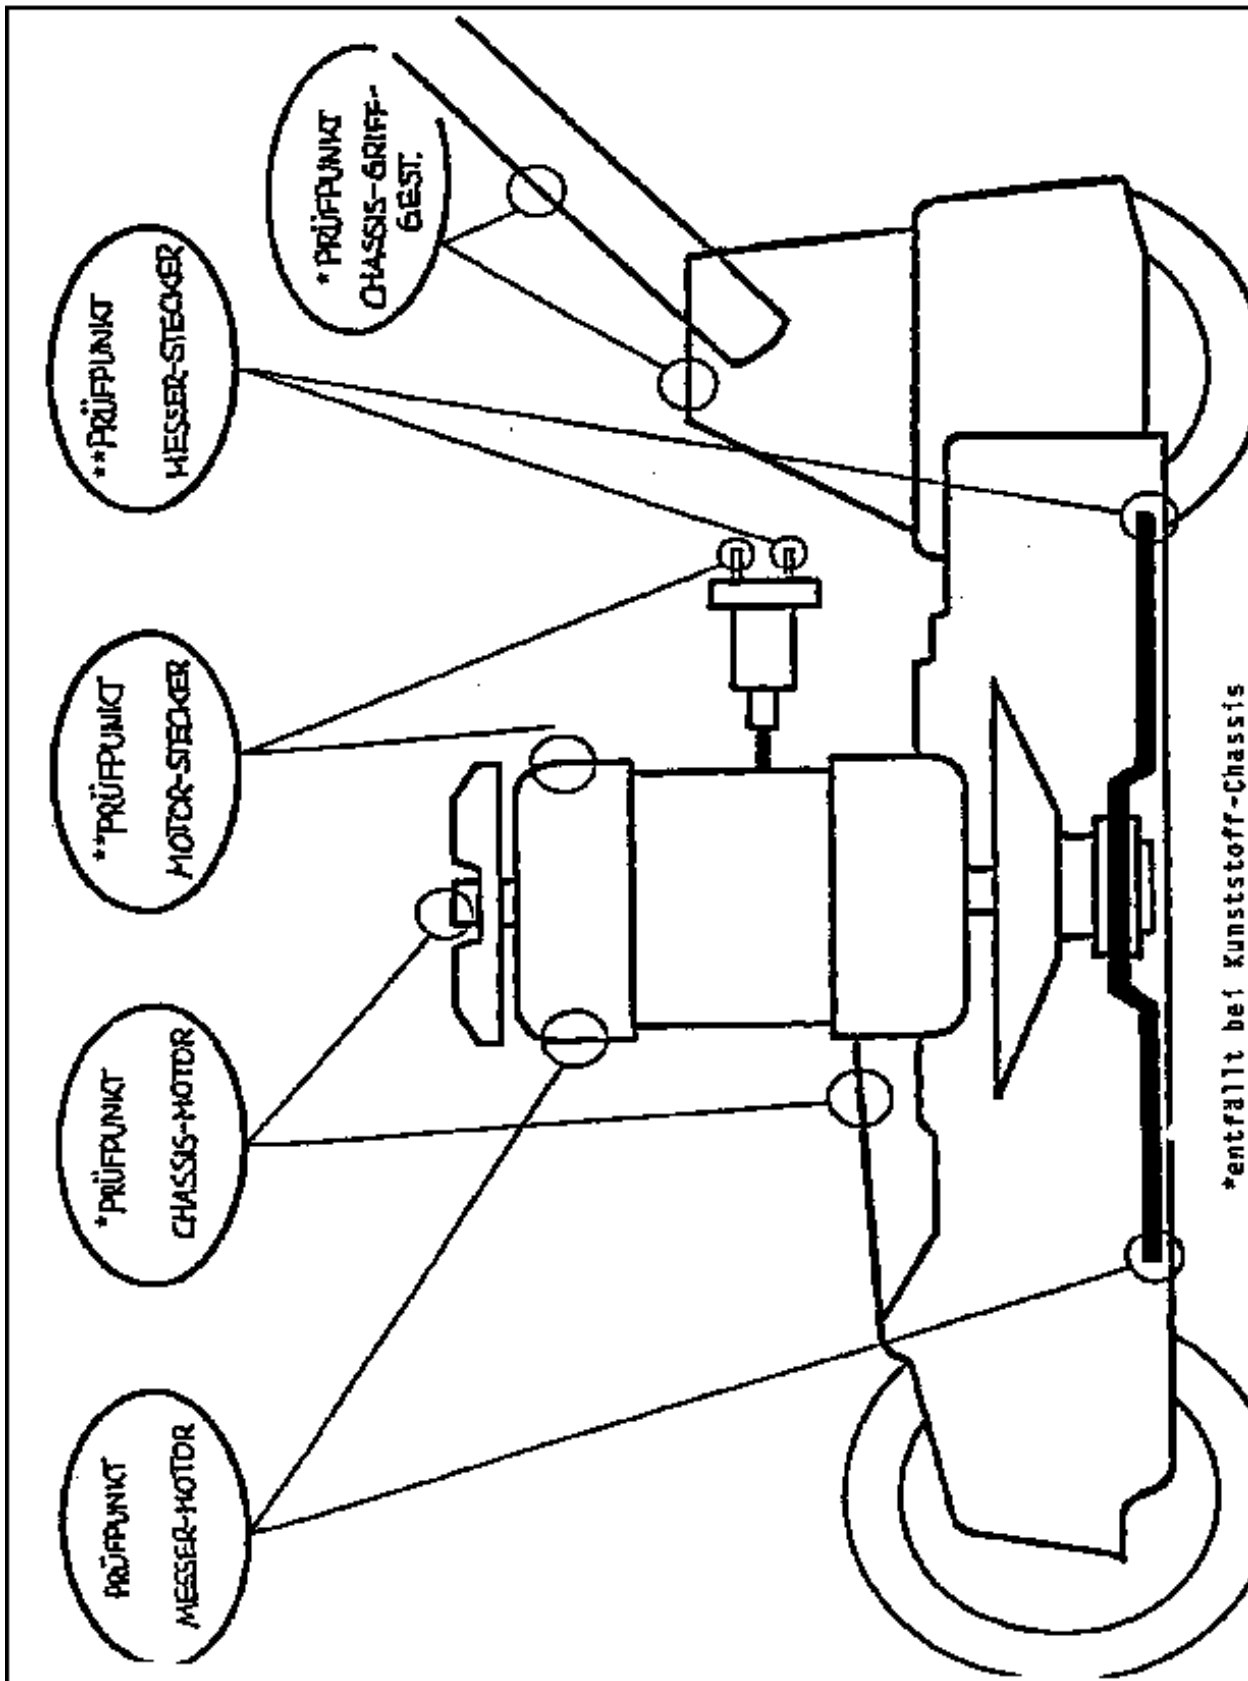 PRÜFPUNKT
MESSER-MOTOR
*PRÜFPUNKT
CHASSIS-MOTOR
**PRÜFPUNKT
MOTOR-STECKER
**PRÜFPUNKT
MESSER-STECKER
*PRÜFPUNKT
CHASSIS-GRIFF-
GEST.
*entfällt bei Kunststoff-Chassis